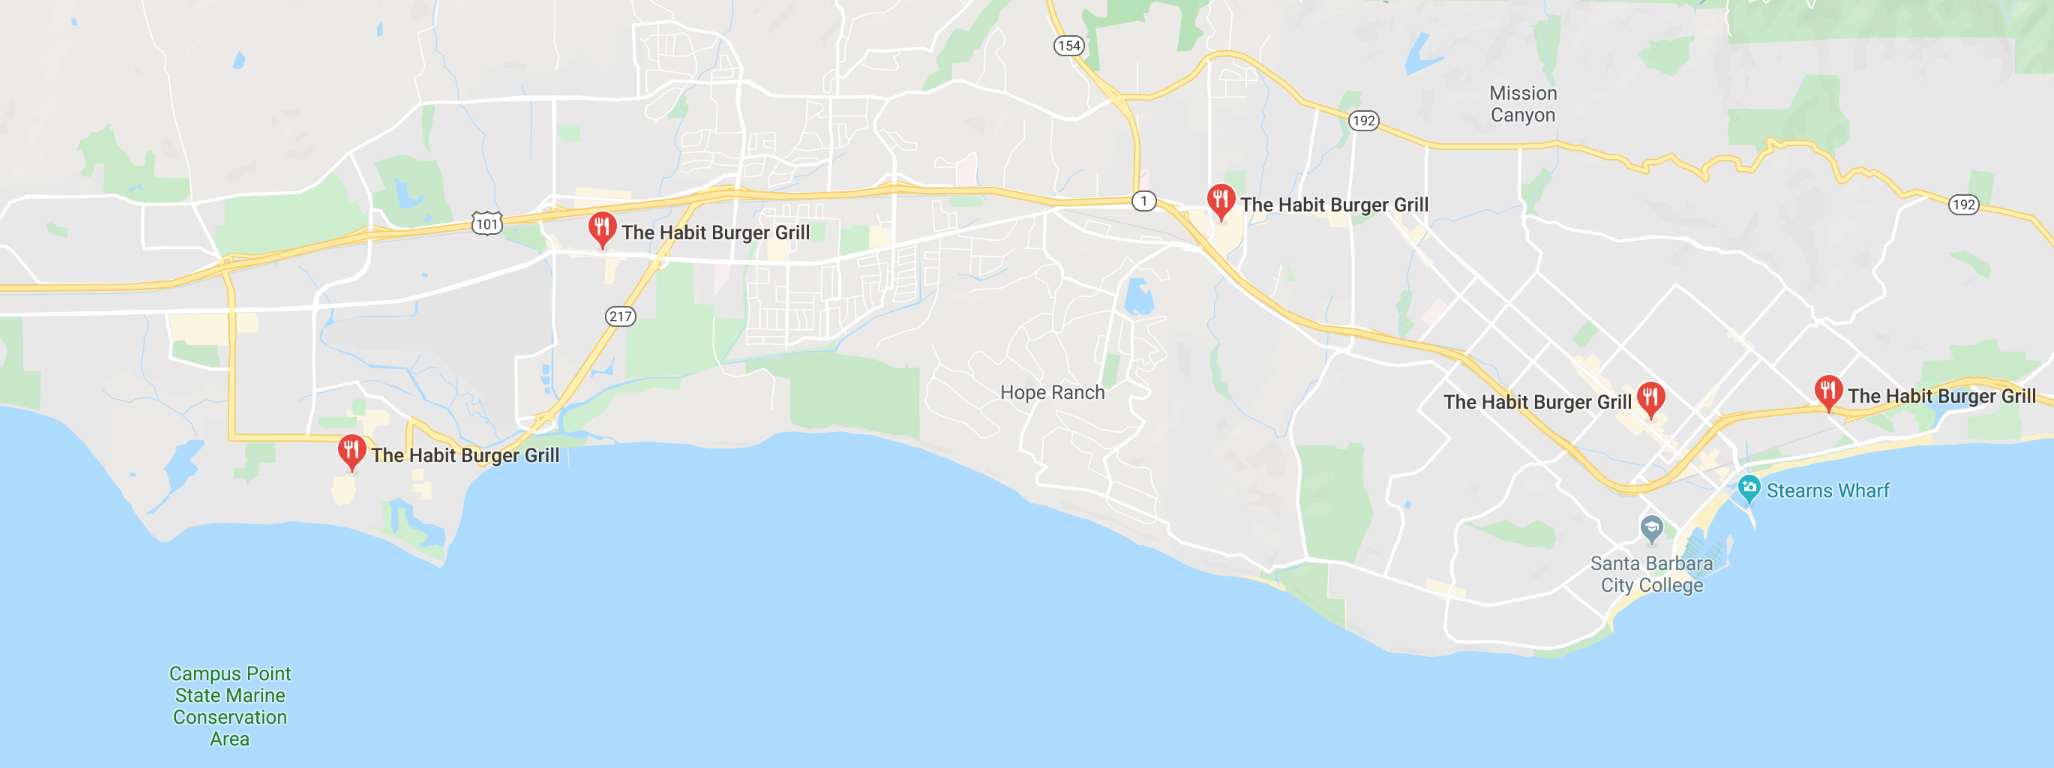 154
Mission
Canyon
192
The Habit Burger Grill
1
192
101
The Habit Burger Grill
217
Hope Ranch
The Habit Burger Grill
The Habit Burger Grill
The Habit Burger Grill
Stearns Wharf
Santa Barbara
City College
Campus Point
State Marine
Conservation
Area